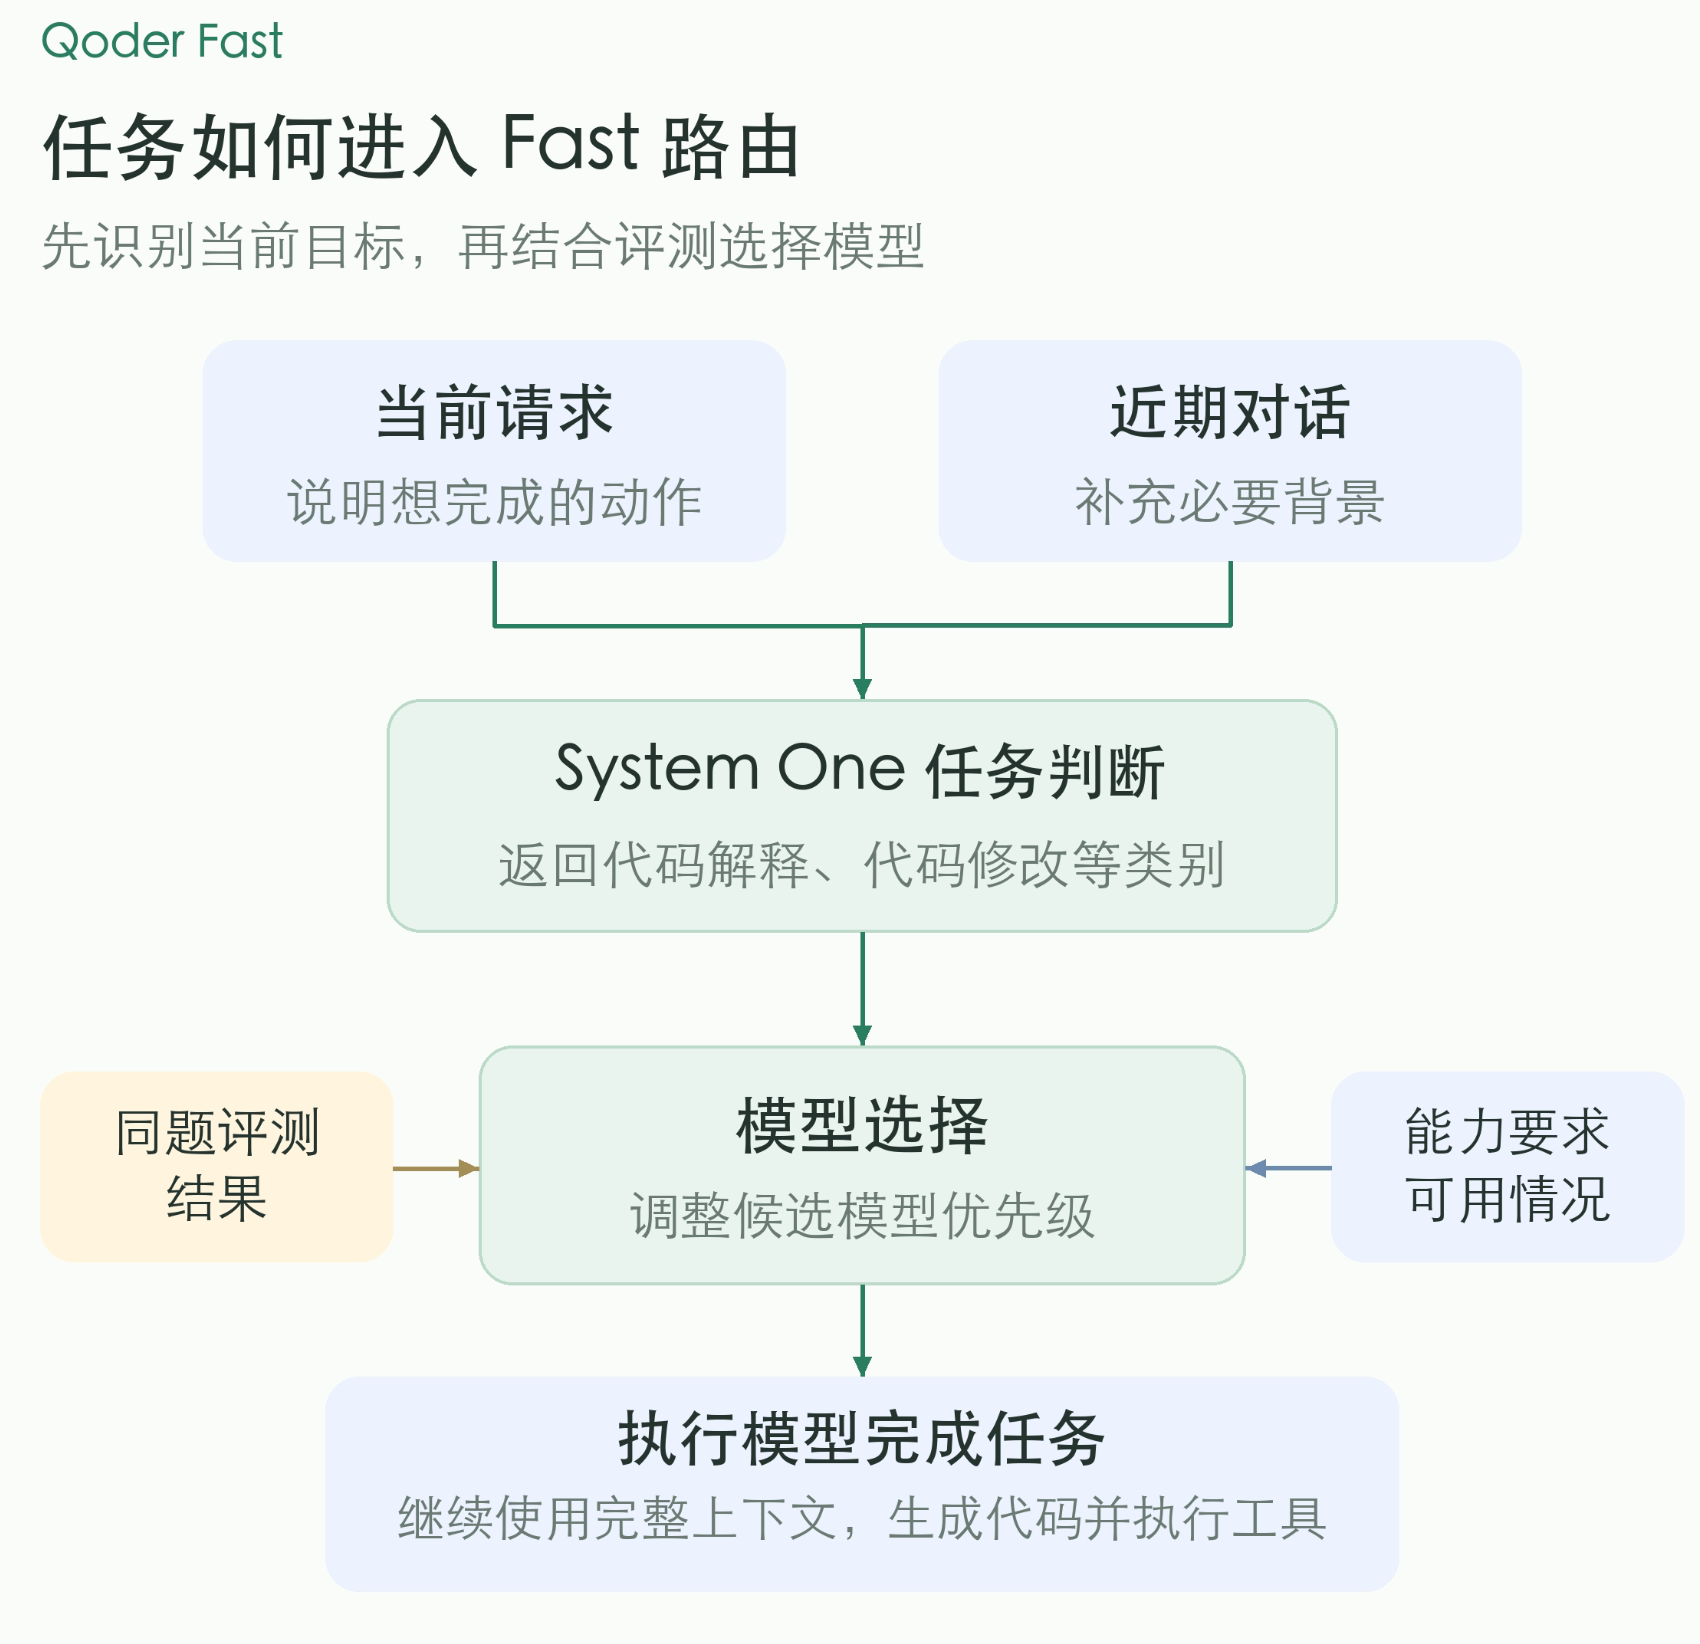 Qoder Fast
任务如何进入 Fast 路由
先识别当前目标，再结合评测选择模型
当前请求
说明想完成的动作
近期对话
补充必要背景
System One 任务判断
返回代码解释、代码修改等类别
同题评测
结果
模型选择
调整候选模型优先级
能力要求
可用情况
执行模型完成任务
继续使用完整上下文，生成代码并执行工具